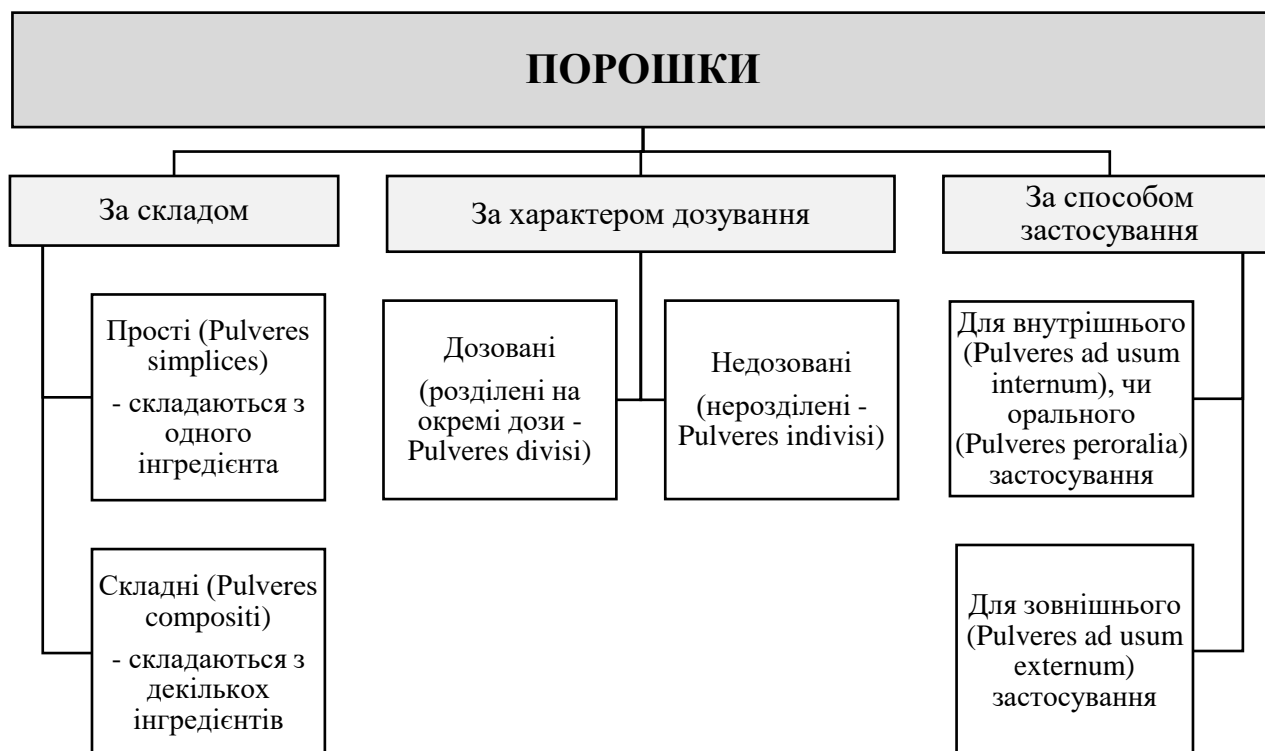 ПОРОШКИ
За складом
За характером дозування
За способом
застосування
Прості (Pulveres
simplices)
- складаються з
одного
інгредієнта
Складні (Pulveres
compositi)
- складаються з
декількох
інгредієнтів
Дозовані
(розділені на
окремі дози -
Pulveres divisi)
Недозовані
(нерозділені -
Pulveres indivisi)
Для внутрішнього
(Pulveres ad usum
internum), чи
орального
(Pulveres peroralia)
застосування
Для зовнішнього
(Pulveres ad usum
externum)
застосування